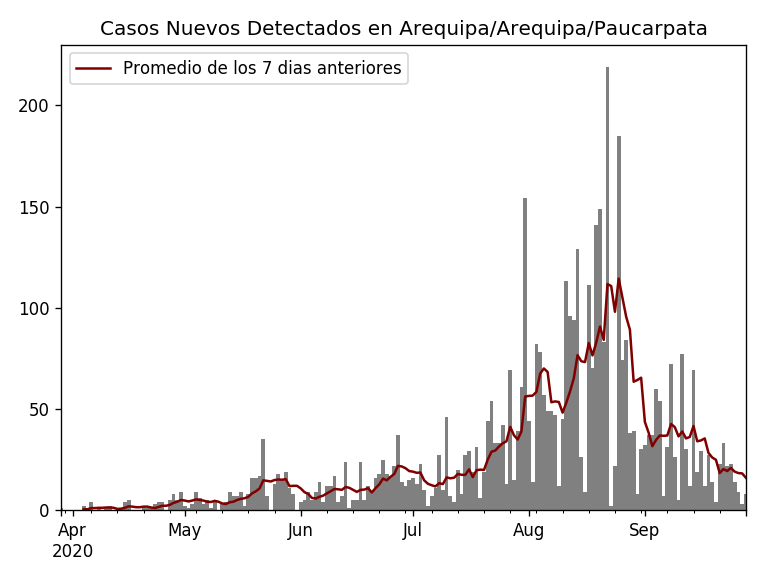 Casos Nuevos Detectados en Arequipa/Arequipa/Paucarpata
Promedio de los 7 dias anteriores
200
150
100
50
0
Apr May Jun Jul Aug Sep
2020